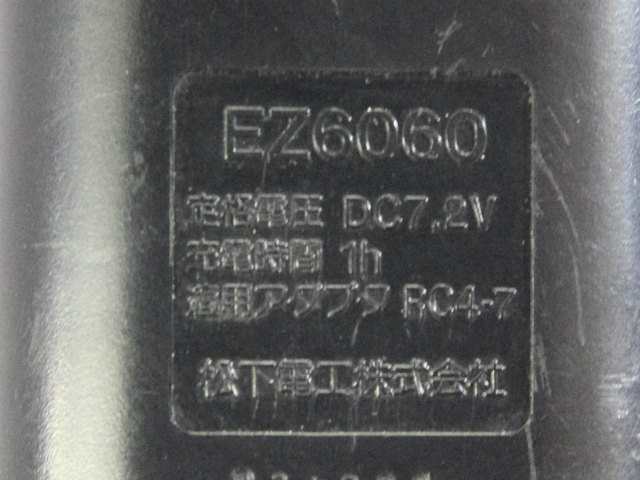 EZ6060
定格電圧 DC7.2V
充電時間 1h
用アダプタ RC4-7
松下電工株式会社